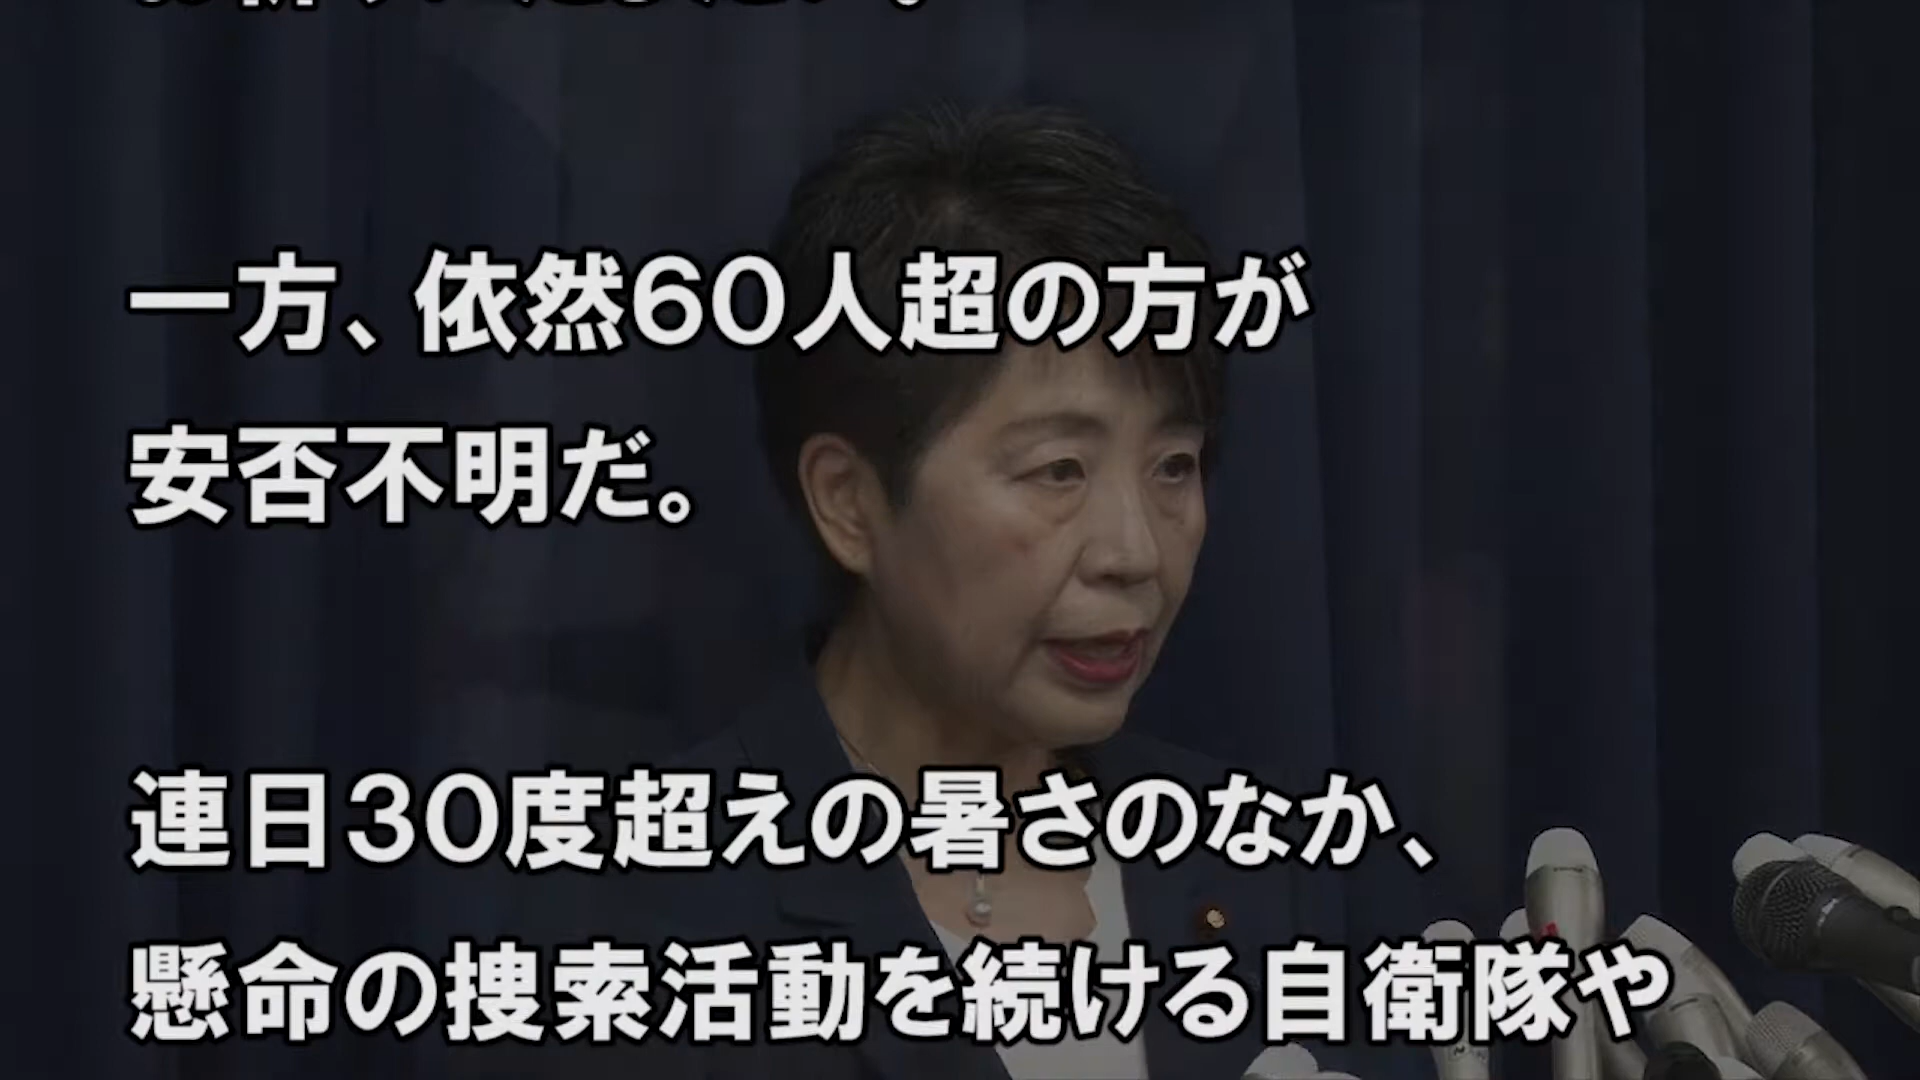 一方、依然60人超の方が
安否不明だ。
連日30度超えの暑さのなか、
懸命の捜索活動を続ける自衛隊や